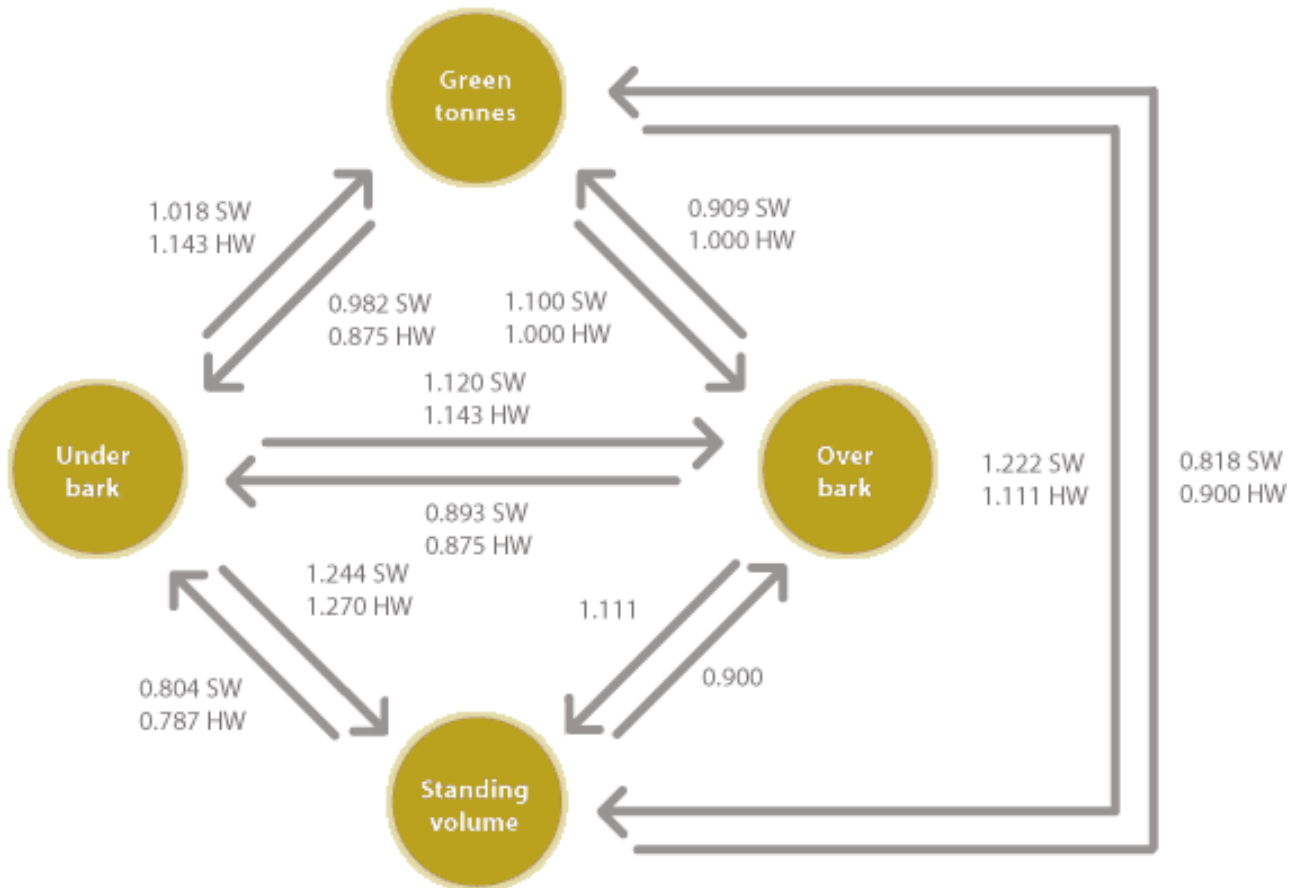 Green
tonnes
1.018 SW
1.143 HW
0.909 SW
1.000 HW
0.982 SW
0.875 HW
1.100 SW
1.000 HW
1.120 SW
1.143 HW
Under
bark
Over
bark
1.222 SW
1.111 HW
0.818 SW
0.900 HW
0.893 SW
0.875 HW
1.244 SW
1.270 HW
1.111
0.804 SW
0.787 HW
0.900
Standing
volume